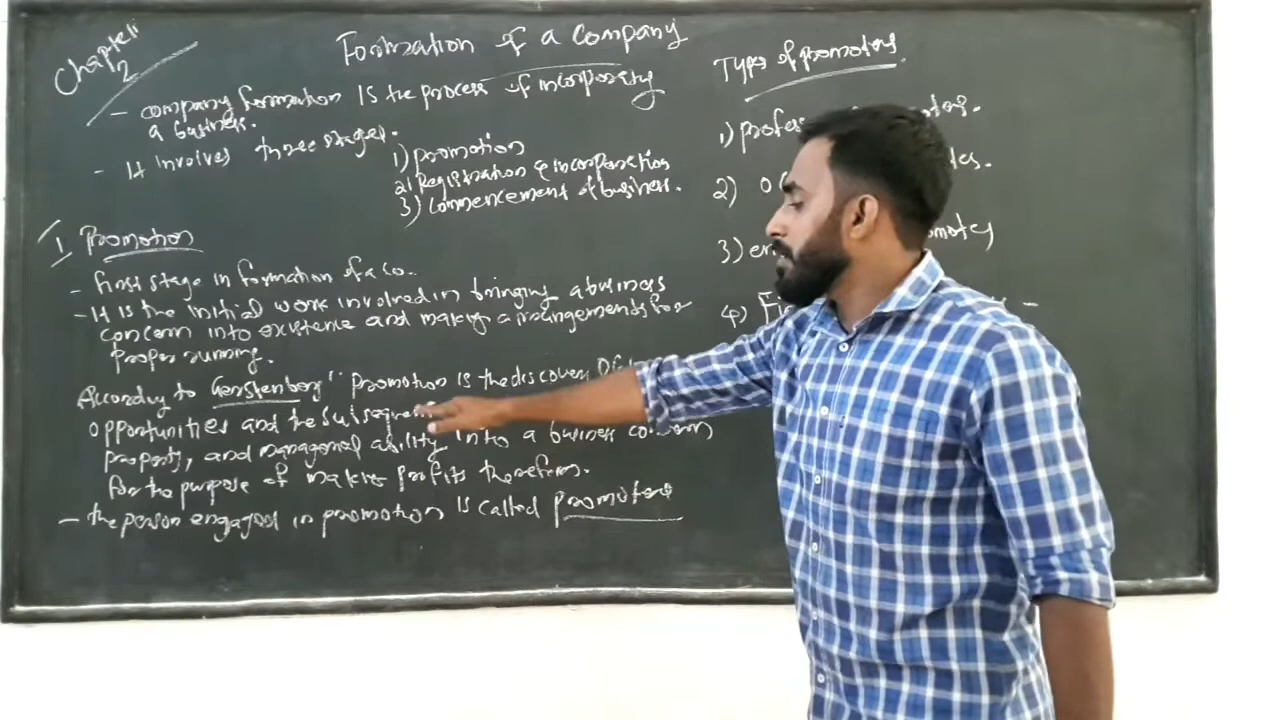 Chapter 2
Formation of a company
- company formation is the process of incorporating
a business.
- It involves three stages.
1) promotion
2) Registration & incorporation
3) commencement of business.
1 Promotion
- first stage in formation of a co.
- It is the initial work involved in bringing a business
concern into existence and making arrangements for
proper running.
According to Gerstenberg "promotion is the discovery of
opportunities and the
property, and managerial ability into a business concern
for the purpose of making profits therefrom.
- the person engaged in promotion is called promoters
Types of promoters.
1)
2)
3)
4)